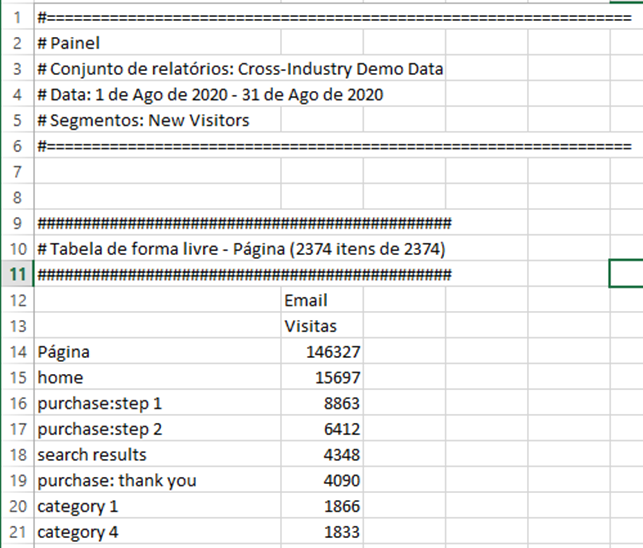 1 #=================================================================
2 # Painel
3 # Conjunto de relatórios: Cross-Industry Demo Data
4 # Data: 1 de Ago de 2020 - 31 de Ago de 2020
5 # Segmentos: New Visitors
6 #=================================================================
7
8
9 ##############################################
10 # Tabela de forma livre - Página (2374 itens de 2374)
11 ##############################################
12 Email
13 Visitas
14 Página 146327
15 home 15697
16 purchase:step 1 8863
17 purchase:step 2 6412
18 search results 4348
19 purchase: thank you 4090
20 category 1 1866
21 category 4 1833